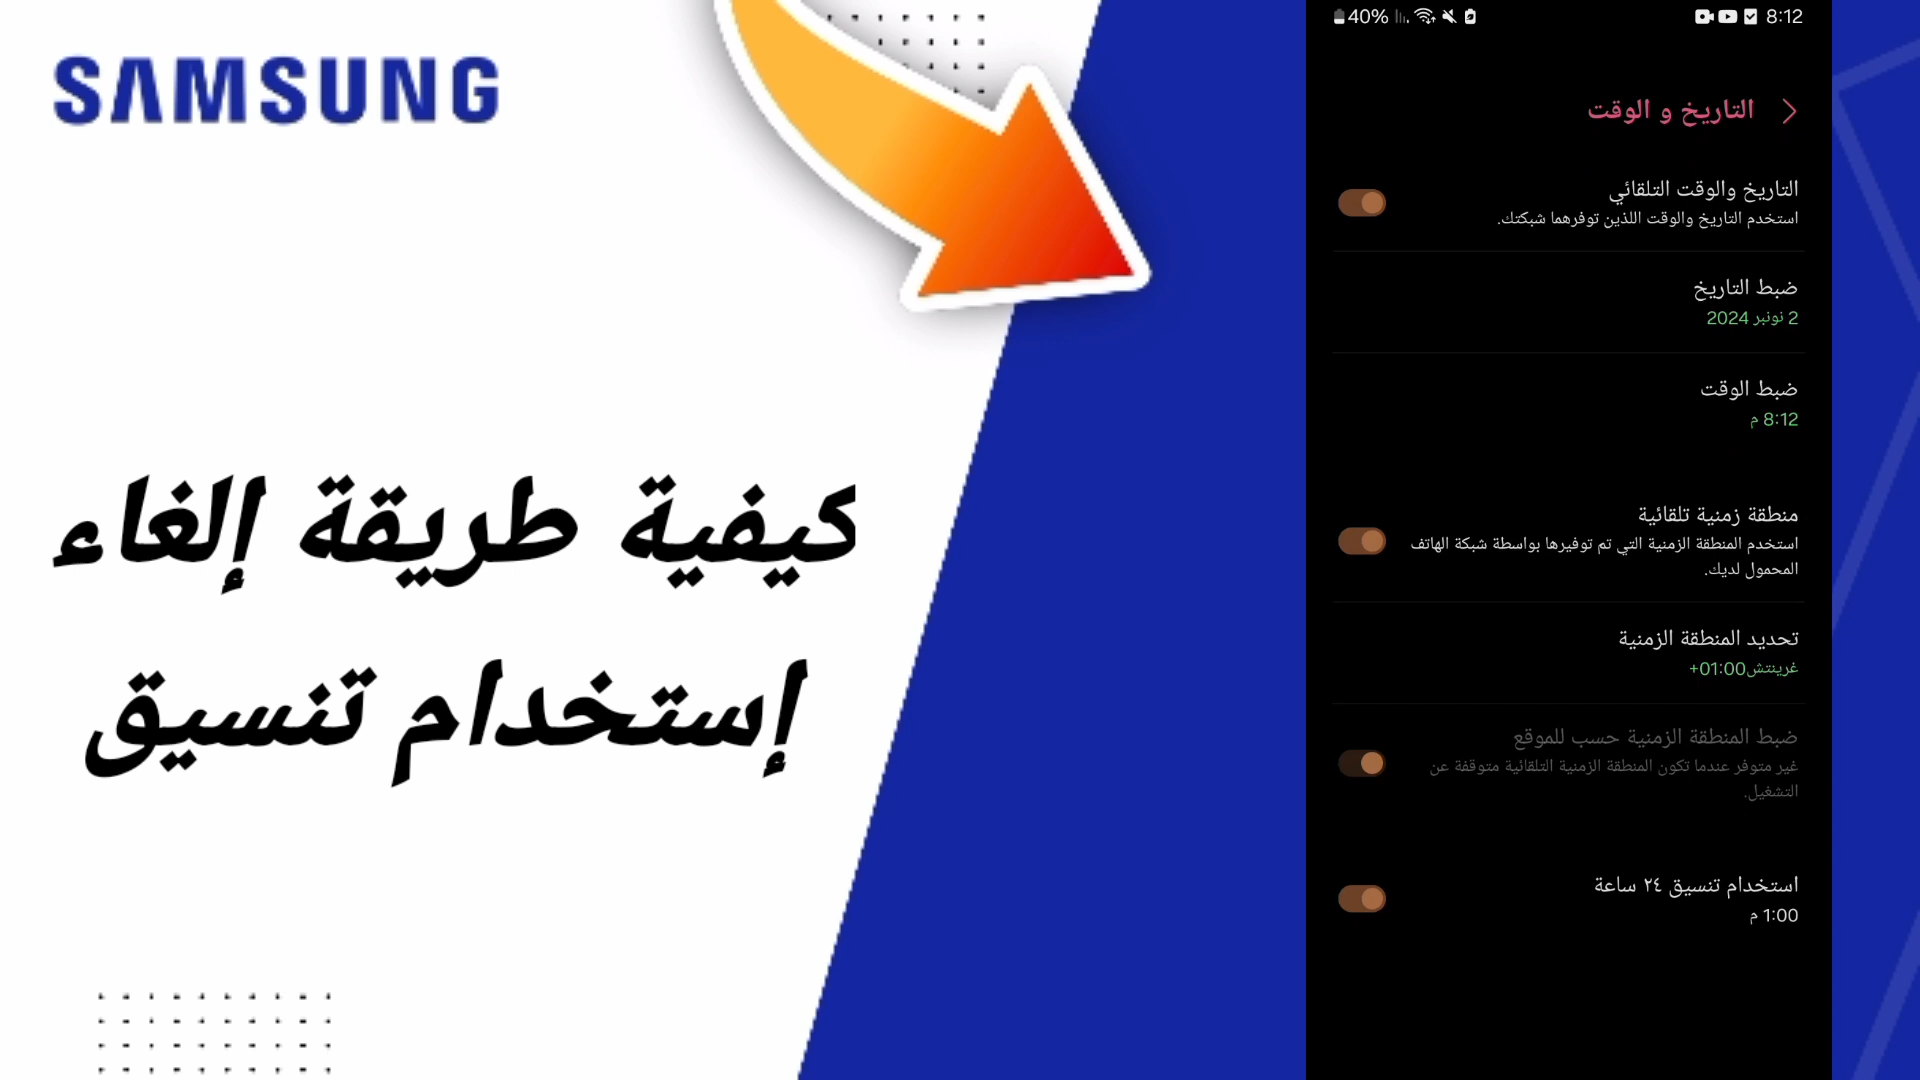 SAMSUNG
كيفية طريقة إلغاء
إستخدام تنسيق
40%
8:12
التاريخ و الوقت
التاريخ والوقت التلقائي
استخدم التاريخ والوقت اللذين توفرهما شبكتك.
ضبط التاريخ
2 نونبر 2024
ضبط الوقت
8:12 م
منطقة زمنية تلقائية
استخدم المنطقة الزمنية التي تم توفيرها بواسطة شبكة الهاتف
المحمول لديك.
تحديد المنطقة الزمنية
غرينتش+01:00
ضبط المنطقة الزمنية حسب للموقع
غير متوفر عندما تكون المنطقة الزمنية التلقائية متوقفة عن
التشغيل.
استخدام تنسيق ٢٤ ساعة
1:00 م